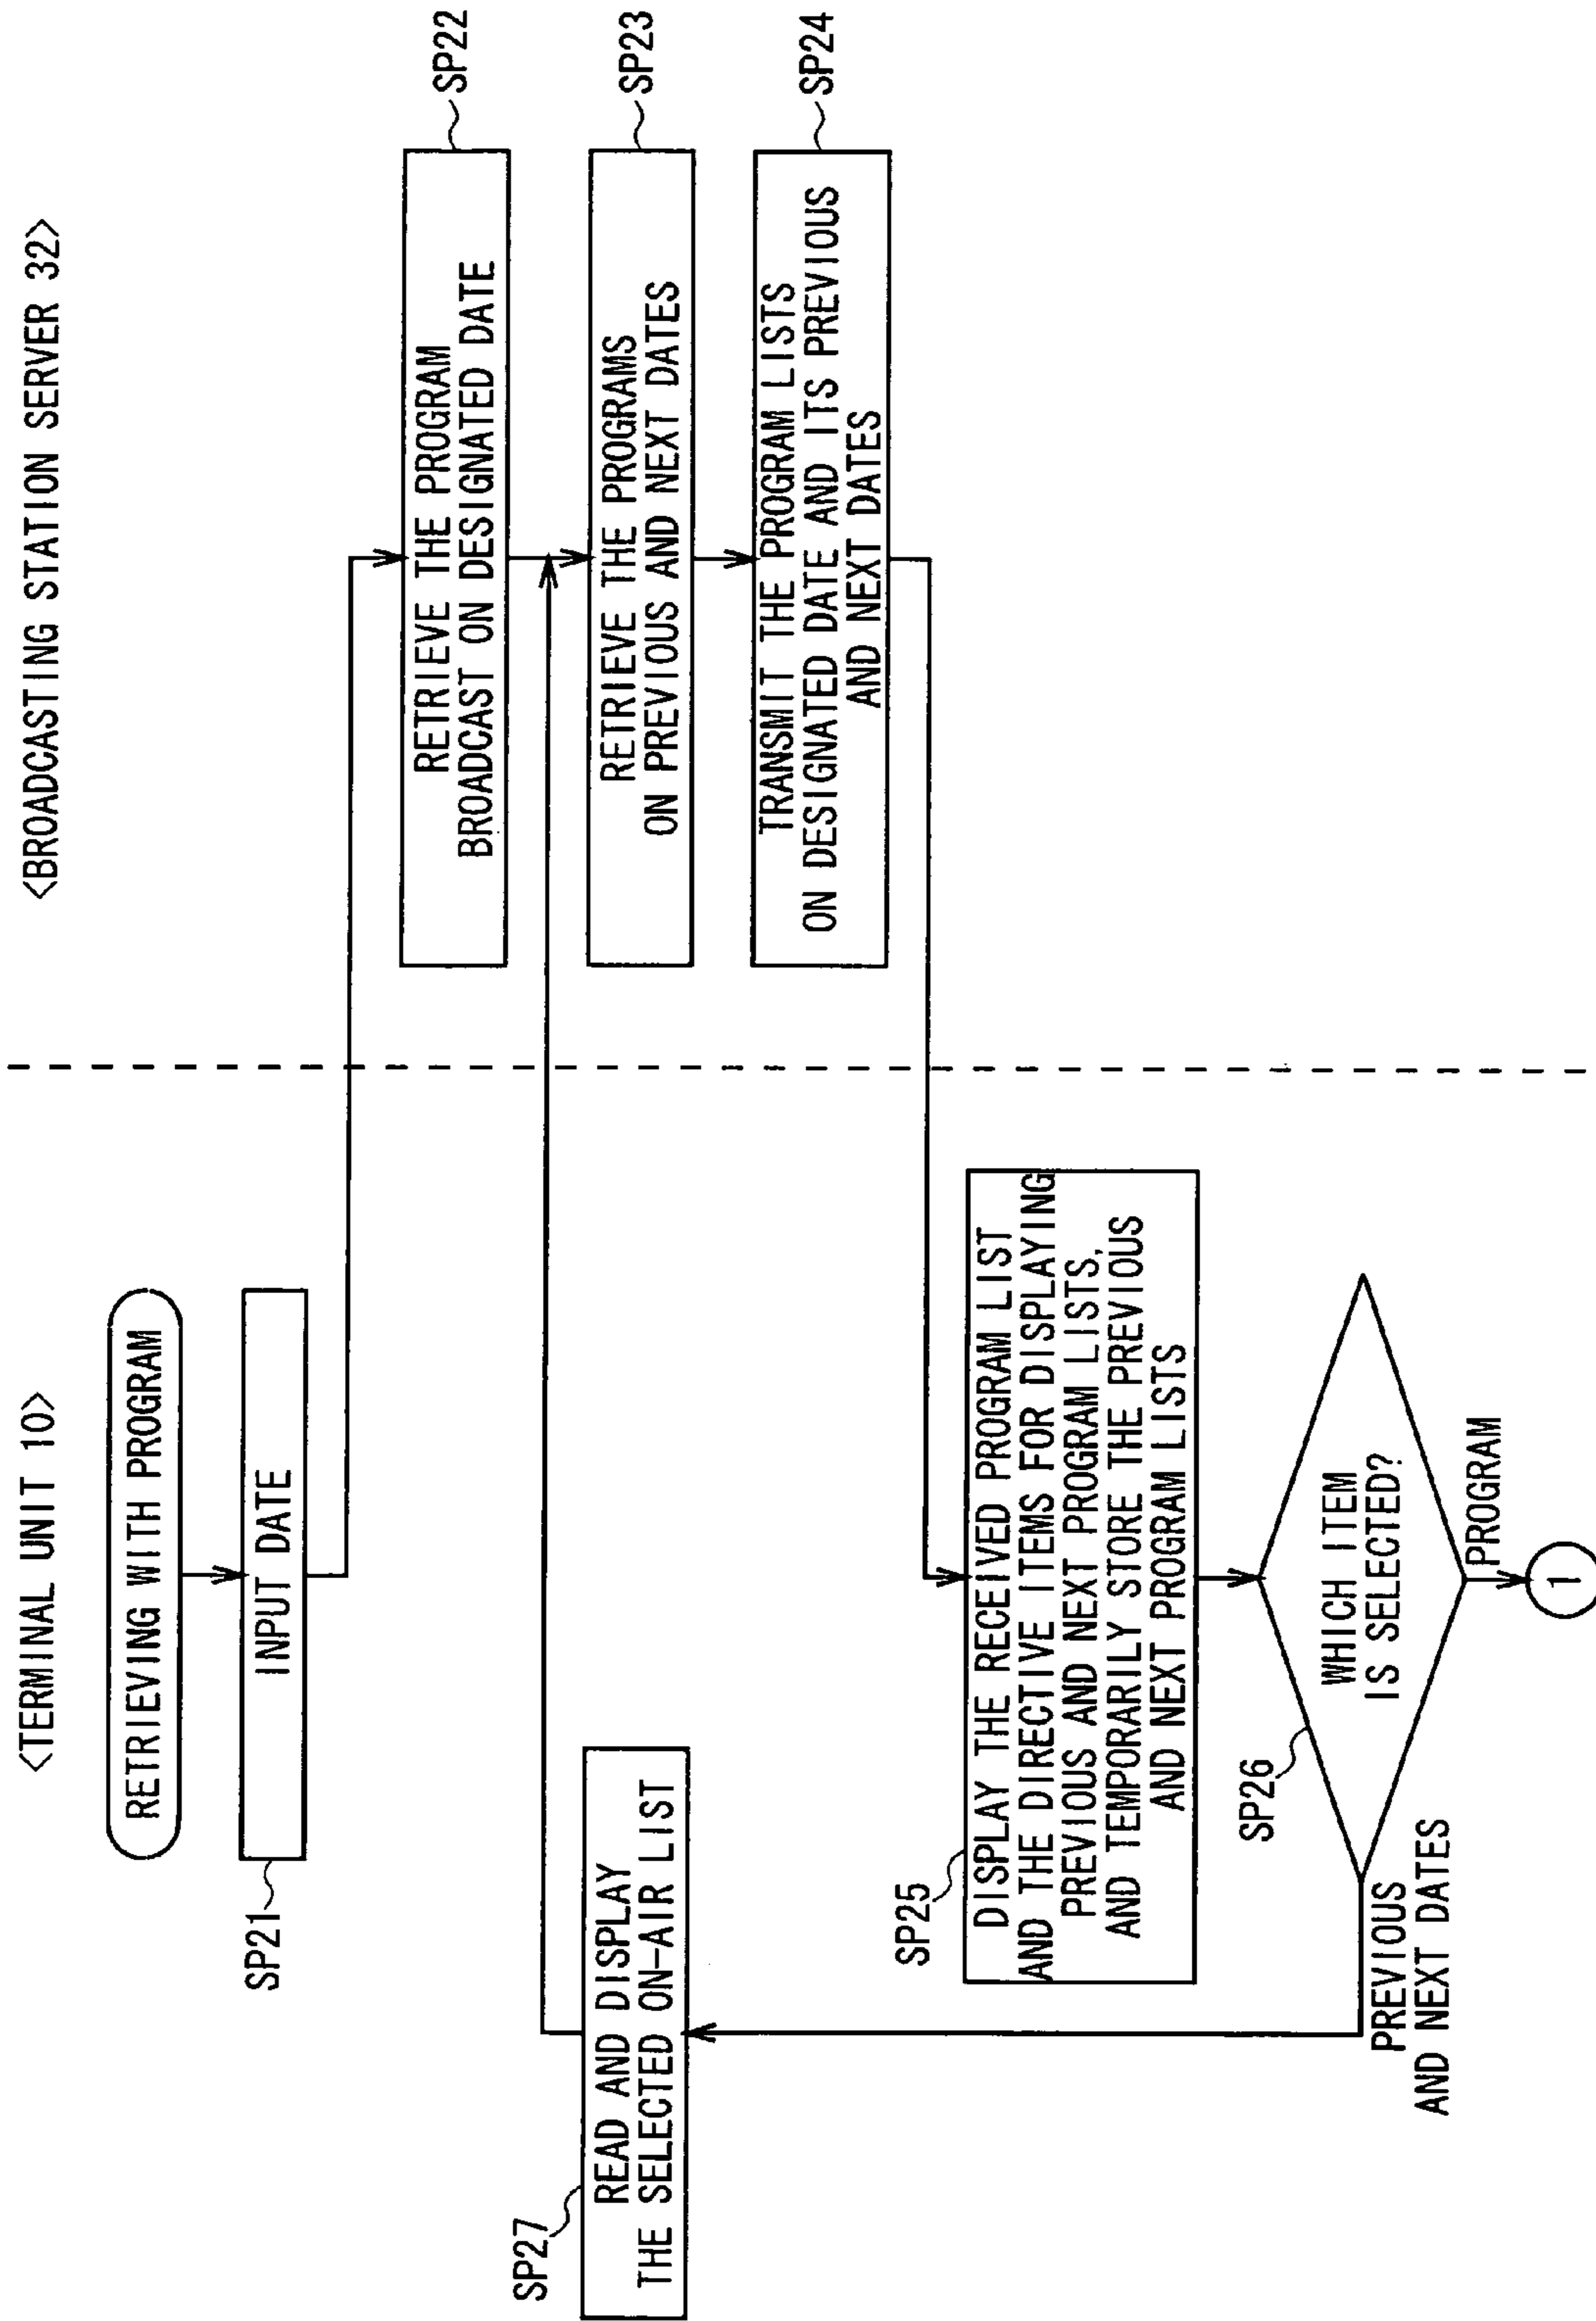 <TERMINAL UNIT 10>
<BROADCASTING STATION SERVER 32>
RETRIEVING WITH PROGRAM
SP21
INPUT DATE
RETRIEVE THE PROGRAM
BROADCAST ON DESIGNATED DATE
SP22
SP27
READ AND DISPLAY
THE SELECTED ON-AIR LIST
RETRIEVE THE PROGRAMS
ON PREVIOUS AND NEXT DATES
SP23
TRANSMIT THE PROGRAM LISTS
ON DESIGNATED DATE AND ITS PREVIOUS
AND NEXT DATES
SP24
SP25
DISPLAY THE RECEIVED PROGRAM LIST
AND THE DIRECTIVE ITEMS FOR DISPLAYING
PREVIOUS AND NEXT PROGRAM LISTS,
AND TEMPORARILY STORE THE PREVIOUS
AND NEXT PROGRAM LISTS
SP26
WHICH ITEM
IS SELECTED?
PREVIOUS
AND NEXT DATES
PROGRAM
1